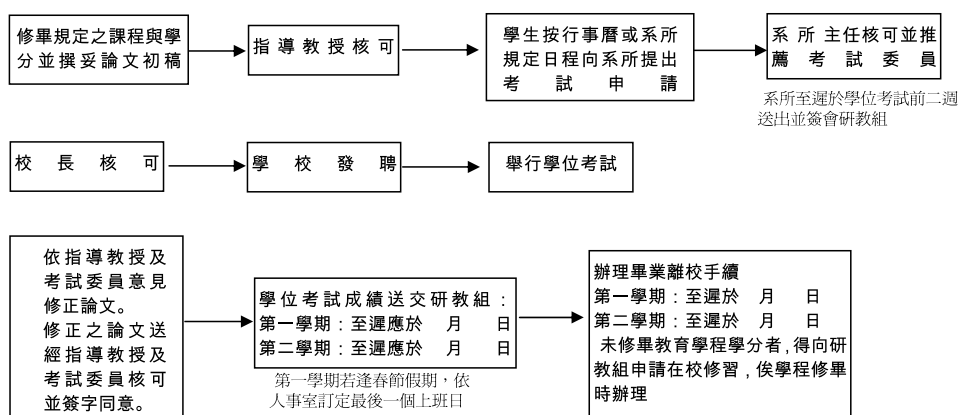 修畢規定之課程與學
分並撰妥論文初稿
指導教授核可
學生按行事曆或系所
規定日程向系所提出
考試申請
系所主任核可並推
薦考試委員
系所至遲於學位考試前二週
送出並簽會研教組
校長核可
學校發聘
舉行學位考試
依指導教授及
考試委員意見
修正論文。
修正之論文送
經指導教授及
考試委員核可
並簽字同意。
學位考試成績送交研教組：
第一學期：至遲應於　月　日
第二學期：至遲應於　月　日
第一學期若逢春節假期，依
人事室訂定最後一個上班日
辦理畢業離校手續
第一學期：至遲於　月　日
第二學期：至遲於　月　日
未修畢教育學程學分者，得向研
教組申請在校修習，俟學程修畢
時辦理